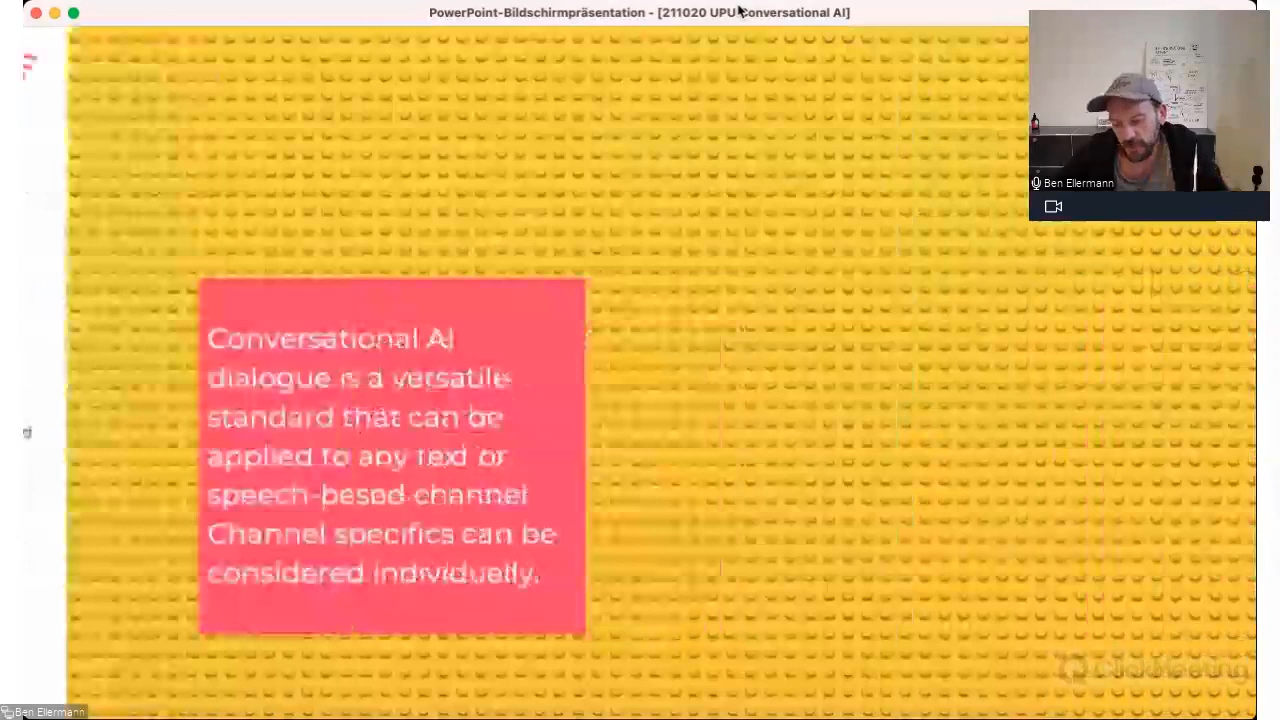 PowerPoint-Bildschirmpräsentation - [211020 UPU Conversational AI]
Ben Ellermann
Conversational AI
dialogue is a versatile
standard that can be
applied to any text or
speech-based channel
Channel specifics can be
considered individually.
ClickMeeting
Ben Ellermann